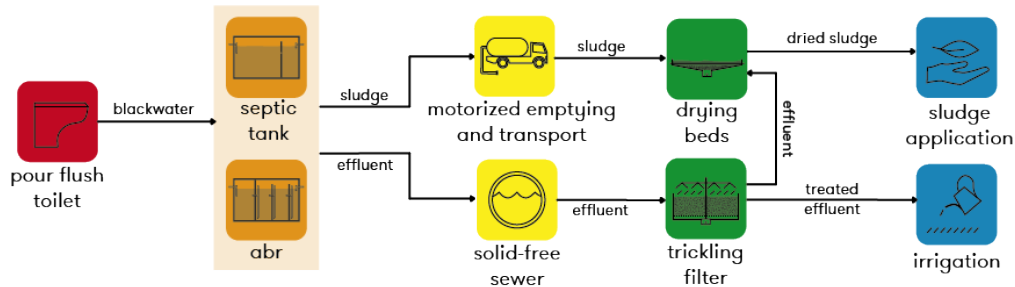 pour flush
toilet
blackwater
septic
tank
abr
sludge
effluent
motorized emptying
and transport
solid-free
sewer
sludge
effluent
drying
beds
effluent
trickling
filter
dried sludge
treated
effluent
sludge
application
irrigation